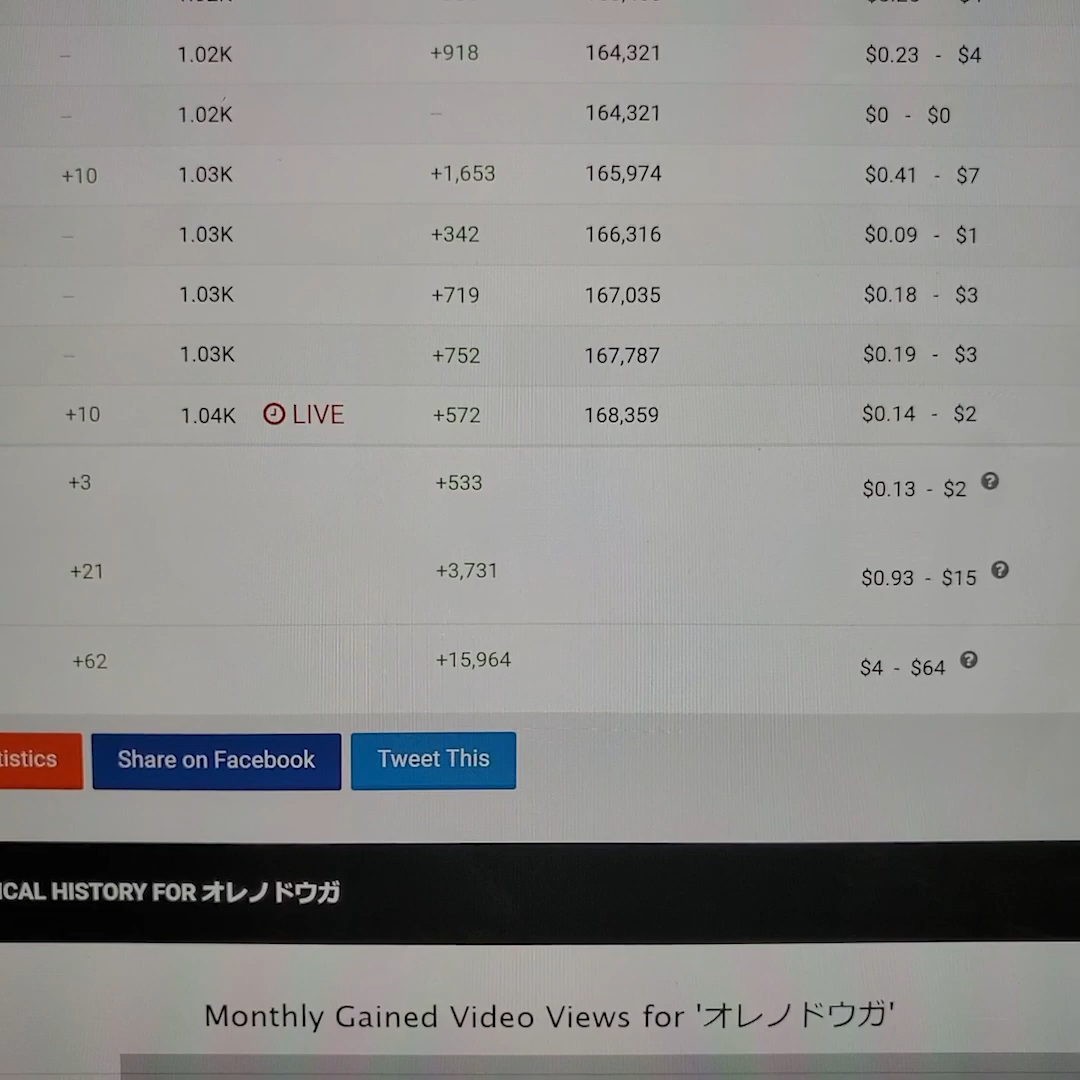 – 1.02K +918 164,321 $0.23 - $4
– 1.02K – 164,321 $0 - $0
+10 1.03K +1,653 165,974 $0.41 - $7
– 1.03K +342 166,316 $0.09 - $1
– 1.03K +719 167,035 $0.18 - $3
– 1.03K +752 167,787 $0.19 - $3
+10 1.04K LIVE +572 168,359 $0.14 - $2
+3 +533 $0.13 - $2 ?
+21 +3,731 $0.93 - $15 ?
+62 +15,964 $4 - $64 ?
tistics Share on Facebook Tweet This
ICAL HISTORY FOR オレノドウガ
Monthly Gained Video Views for 'オレノドウガ'